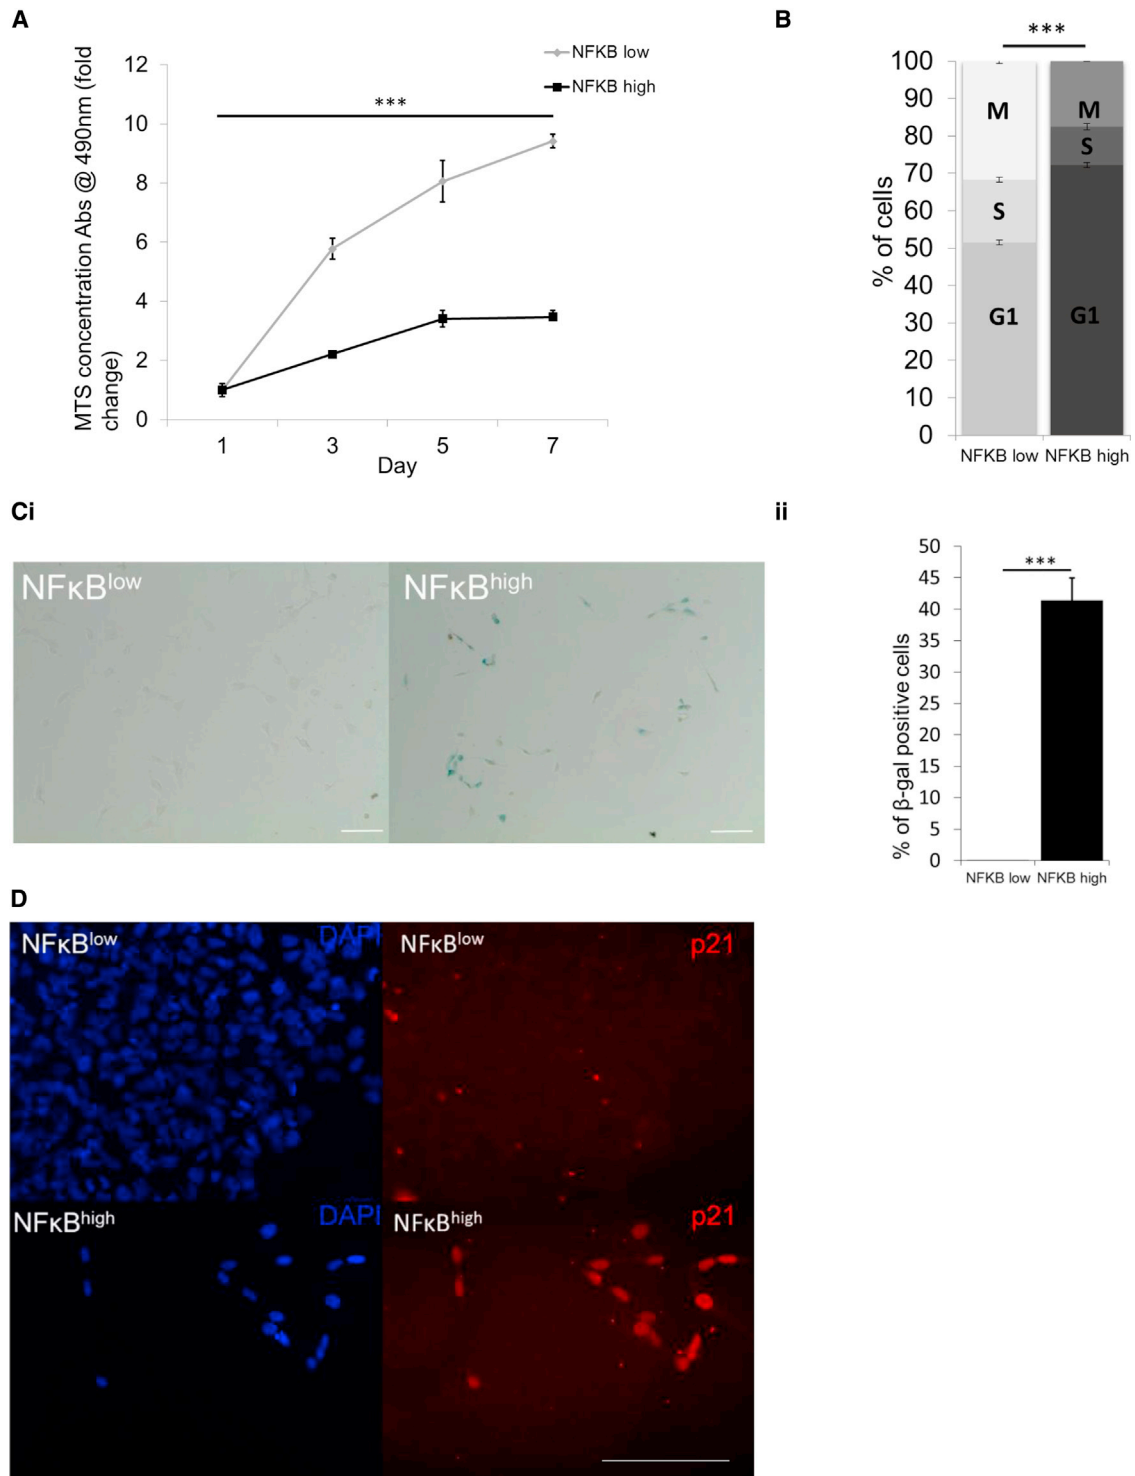 A
NFKB low
NFKB high
MTS concentration Abs @ 490nm (fold
change)
12
10
8
6
4
2
0
***
1 3 5 7
Day
B
***
% of cells
100
90
80
70
60
50
40
30
20
10
0
M
S
G1
M
S
G1
NFKB low NFKB high
Ci
NFκBlow
NFκBhigh
ii
% of β-gal positive cells
50
45
40
35
30
25
20
15
10
5
0
***
NFKB low NFKB high
D
NFκBlow
DAPI
NFκBlow
p21
NFκBhigh
DAPI
NFκBhigh
p21